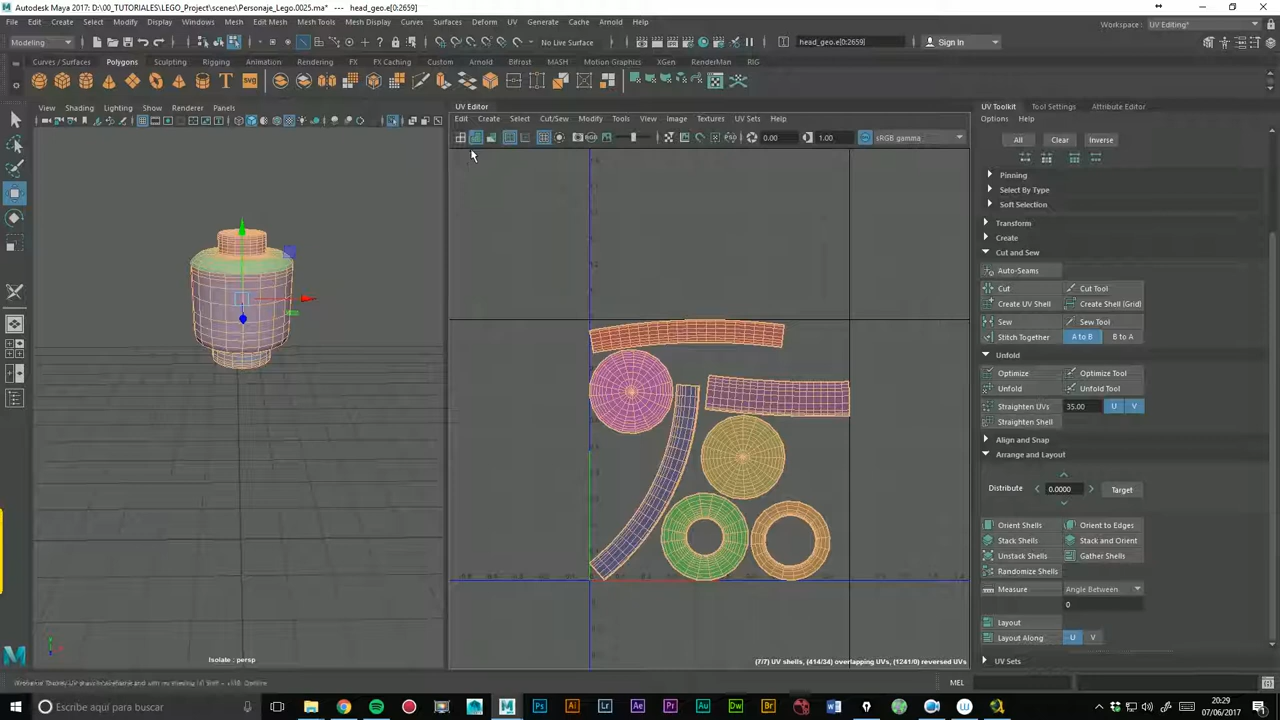 Autodesk Maya 2017: D:\00_TUTORIALES\LEGO_Project\scenes\Personaje_Lego.0025.ma* --- head_geo.e[0:2659]
File Edit Create Select Modify Display Windows Mesh Edit Mesh Mesh Tools Mesh Display Curves Surfaces Deform UV Generate Cache Arnold Help
Workspace : UV Editing*
Modeling No Live Surface head_geo.e[0:2659] Sign In
Curves / Surfaces Polygons Sculpting Rigging Animation Rendering FX FX Caching Custom Arnold Bifrost MASH Motion Graphics XGen RenderMan RIG
View Shading Lighting Show Renderer Panels
UV Editor
Edit Create Select Cut/Sew Modify Tools View Image Textures UV Sets Help
0.00 1.00 sRGB gamma
UV Toolkit Tool Settings Attribute Editor
Options Help
All Clear Inverse
Pinning
Select By Type
Soft Selection
Transform
Create
Cut and Sew
Auto-Seams
Cut Cut Tool
Create UV Shell Create Shell (Grid)
Sew Sew Tool
Stitch Together A to B B to A
Unfold
Optimize Optimize Tool
Unfold Unfold Tool
Straighten UVs 35.00 U V
Straighten Shell
Align and Snap
Arrange and Layout
Distribute 0.0000 Target
Orient Shells Orient to Edges
Stack Shells Stack and Orient
Unstack Shells Gather Shells
Randomize Shells
Measure Angle Between
0
Layout
Layout Along U V
UV Sets
Isolate : persp
(7/7) UV shells, (414/34) overlapping UVs, (1241/0) reversed UVs
MEL
Escribe aquí para buscar
20:29
07/06/2017